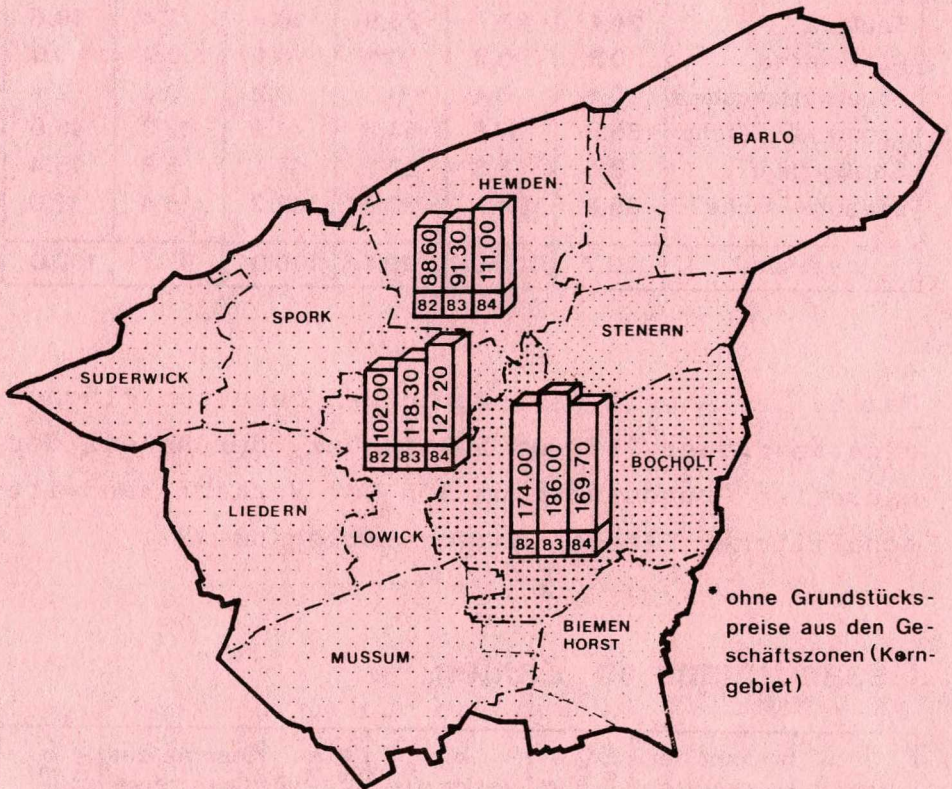 BARLO
HEMDEN
88.60 91.30 111.00
82 83 84
SPORK
STENERN
SUDERWICK
102.00 118.30 127.20
82 83 84
174.00 186.00 169.70
82 83 84
BOCHOLT
LIEDERN
LOWICK
MUSSUM
BIEMEN
HORST
* ohne Grundstücks-
preise aus den Ge-
schäftszonen (Kern-
gebiet)